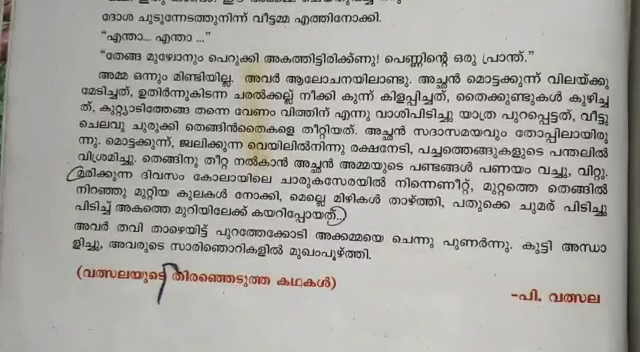 ദോശ ചുടുന്നേടത്തുനിന്ന് വീട്ടമ്മ എത്തിനോക്കി.
“എന്താ... എന്താ ...”
“തേങ്ങ മുഴോനും പെറുക്കി അകത്തിട്ടിരിക്ക്ണു! പെണ്ണിന്റെ ഒരു പ്രാന്ത്.”
അമ്മ ഒന്നും മിണ്ടിയില്ല. അവർ ആലോചനയിലാണ്ടു. അച്ഛൻ മൊട്ടക്കുന്ന് വിലയ്ക്കു
മേടിച്ചത്, ഉതിർന്നുകിടന്ന ചരൽക്കല്ല് നീക്കി കുന്ന് കിളപ്പിച്ചത്, തൈക്കുണ്ടുകൾ കുഴിച്ച
ത്, കുറ്റ്യാടിത്തേങ്ങ തന്നെ വേണം വിത്തിന് എന്നു വാശിപിടിച്ചു യാത്ര പുറപ്പെട്ടത്, വീട്ടു
ചെലവു ചുരുക്കി തെങ്ങിൻതൈകളെ തീറ്റിയത്. അച്ഛൻ സദാസമയവും തോപ്പിലായിരു
ന്നു. മൊട്ടക്കുന്ന്, ജ്വലിക്കുന്ന വെയിലിൽനിന്നു രക്ഷനേടി, പച്ചത്തെങ്ങുകളുടെ പന്തലിൽ
വിശ്രമിച്ചു. തെങ്ങിനു തീറ്റ നൽകാൻ അച്ഛൻ അമ്മയുടെ പണ്ടങ്ങൾ പണയം വച്ചു, വിറ്റു.
മരിക്കുന്ന ദിവസം കോലായിലെ ചാരുകസേരയിൽ നിന്നെണീറ്റ്, മുറ്റത്തെ തെങ്ങിൽ
നിറഞ്ഞു മുറ്റിയ കുലകൾ നോക്കി, മെല്ലെ മിഴികൾ താഴ്ത്തി, പതുക്കെ ചുമർ പിടിച്ചു
പിടിച്ച് അകത്തെ മുറിയിലേക്ക് കയറിപ്പോയത്...
അവർ തവി താഴെയിട്ട് പുറത്തേക്കോടി അക്കമ്മയെ ചെന്നു പുണർന്നു. കുട്ടി അന്ധാ
ളിച്ചു, അവരുടെ സാരിഞൊറികളിൽ മുഖംപൂഴ്ത്തി.
(വത്സലയുടെ തിരഞ്ഞെടുത്ത കഥകൾ)
-പി. വത്സല